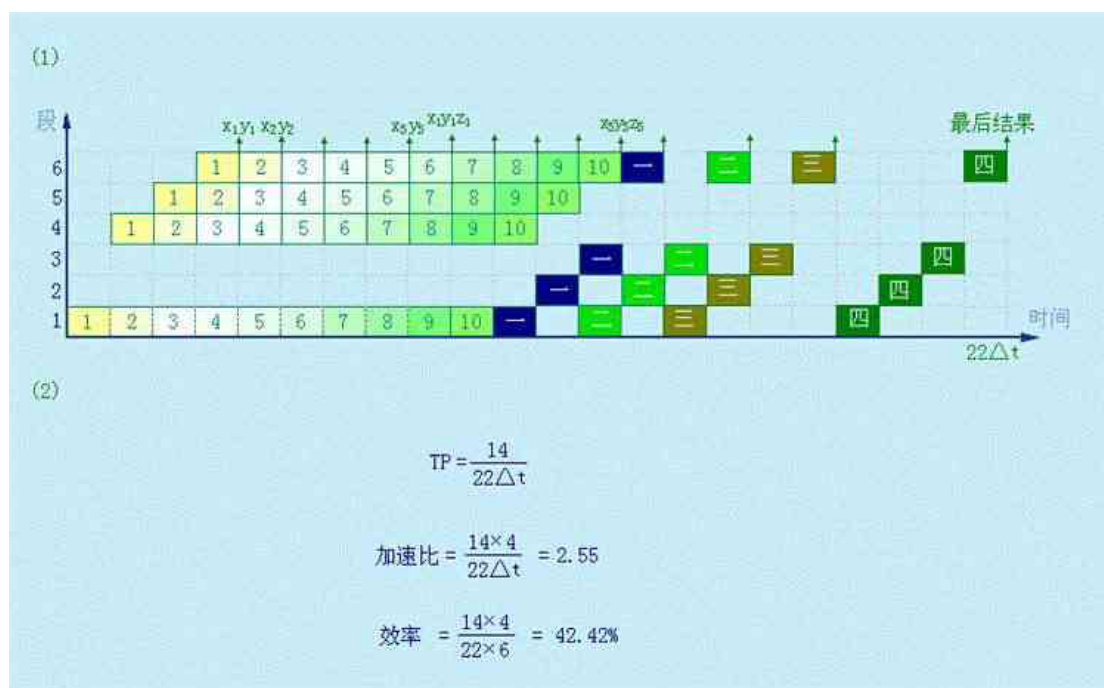 (1)
段 x₁y₁ x₂y₂ x₅y₅ x₁y₁z₁ x₅y₅z₅ 最后结果
6 1 2 3 4 5 6 7 8 9 10 一 二 三 四
5 1 2 3 4 5 6 7 8 9 10
4 1 2 3 4 5 6 7 8 9 10
3 一 二 三 四
2 一 二 三 四
1 1 2 3 4 5 6 7 8 9 10 一 二 三 四 时间
22△t
(2)
TP = 14 / 22△t
加速比 = 14×4 / 22△t = 2.55
效率 = 14×4 / 22×6 = 42.42%